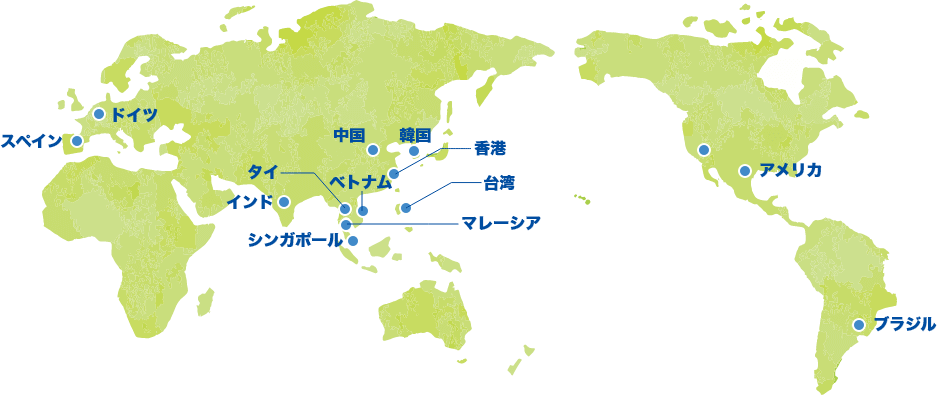 ドイツ
スペイン
中国
韓国
香港
タイ
ベトナム
台湾
インド
マレーシア
シンガポール
アメリカ
ブラジル